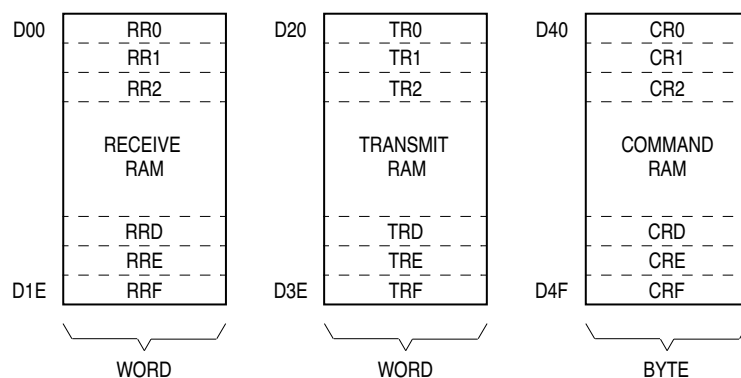 D00 RR0 D20 TR0 D40 CR0
RR1 TR1 CR1
RR2 TR2 CR2
RECEIVE TRANSMIT COMMAND
RAM RAM RAM
RRD TRD CRD
RRE TRE CRE
D1E RRF D3E TRF D4F CRF
WORD WORD BYTE